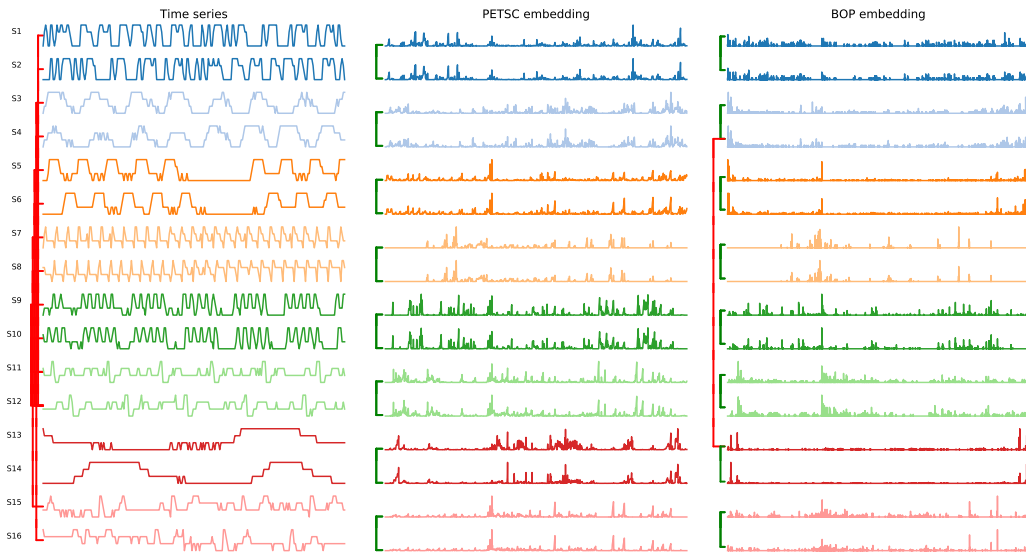 Time series
PETSC embedding
BOP embedding
S1
S2
S3
S4
S5
S6
S7
S8
S9
S10
S11
S12
S13
S14
S15
S16